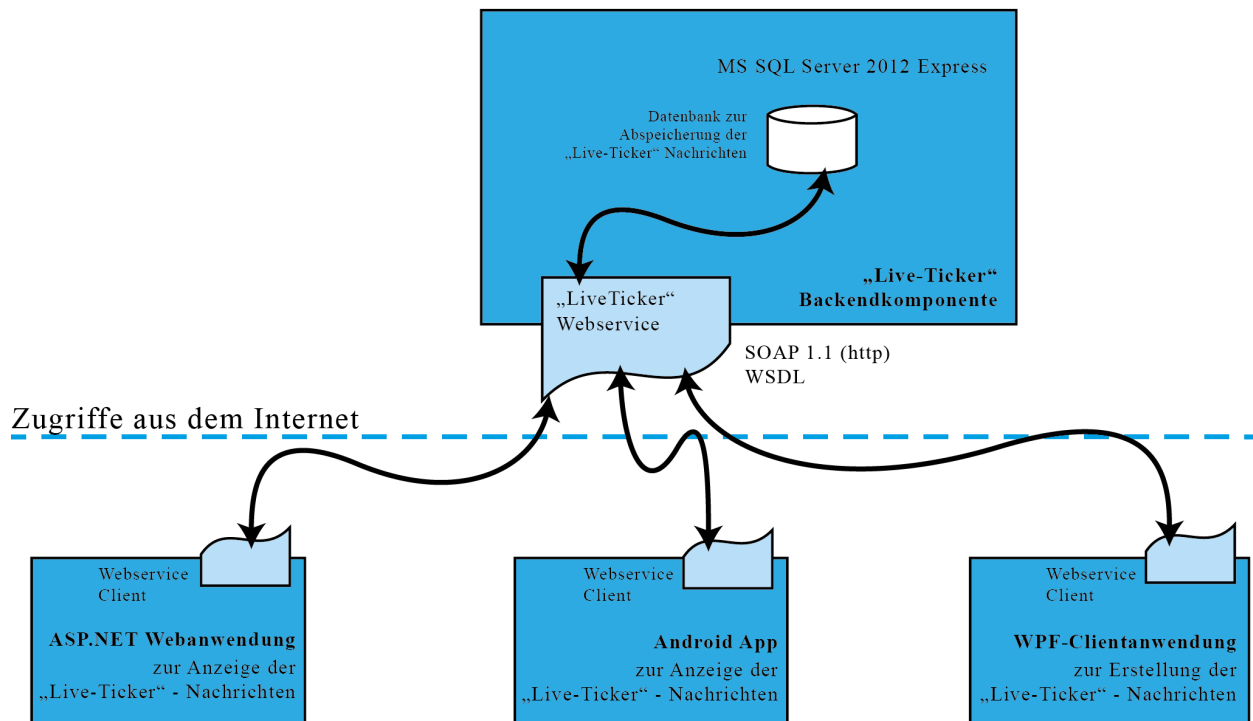 MS SQL Server 2012 Express
Datenbank zur
Abspeicherung der
„Live-Ticker“ Nachrichten
„Live-Ticker“
Backendkomponente
„LiveTicker“
Webservice
SOAP 1.1 (http)
WSDL
Zugriffe aus dem Internet
Webservice
Client
ASP.NET Webanwendung
zur Anzeige der
„Live-Ticker“ - Nachrichten
Webservice
Client
Android App
zur Anzeige der
„Live-Ticker“ - Nachrichten
Webservice
Client
WPF-Clientanwendung
zur Erstellung der
„Live-Ticker“ - Nachrichten